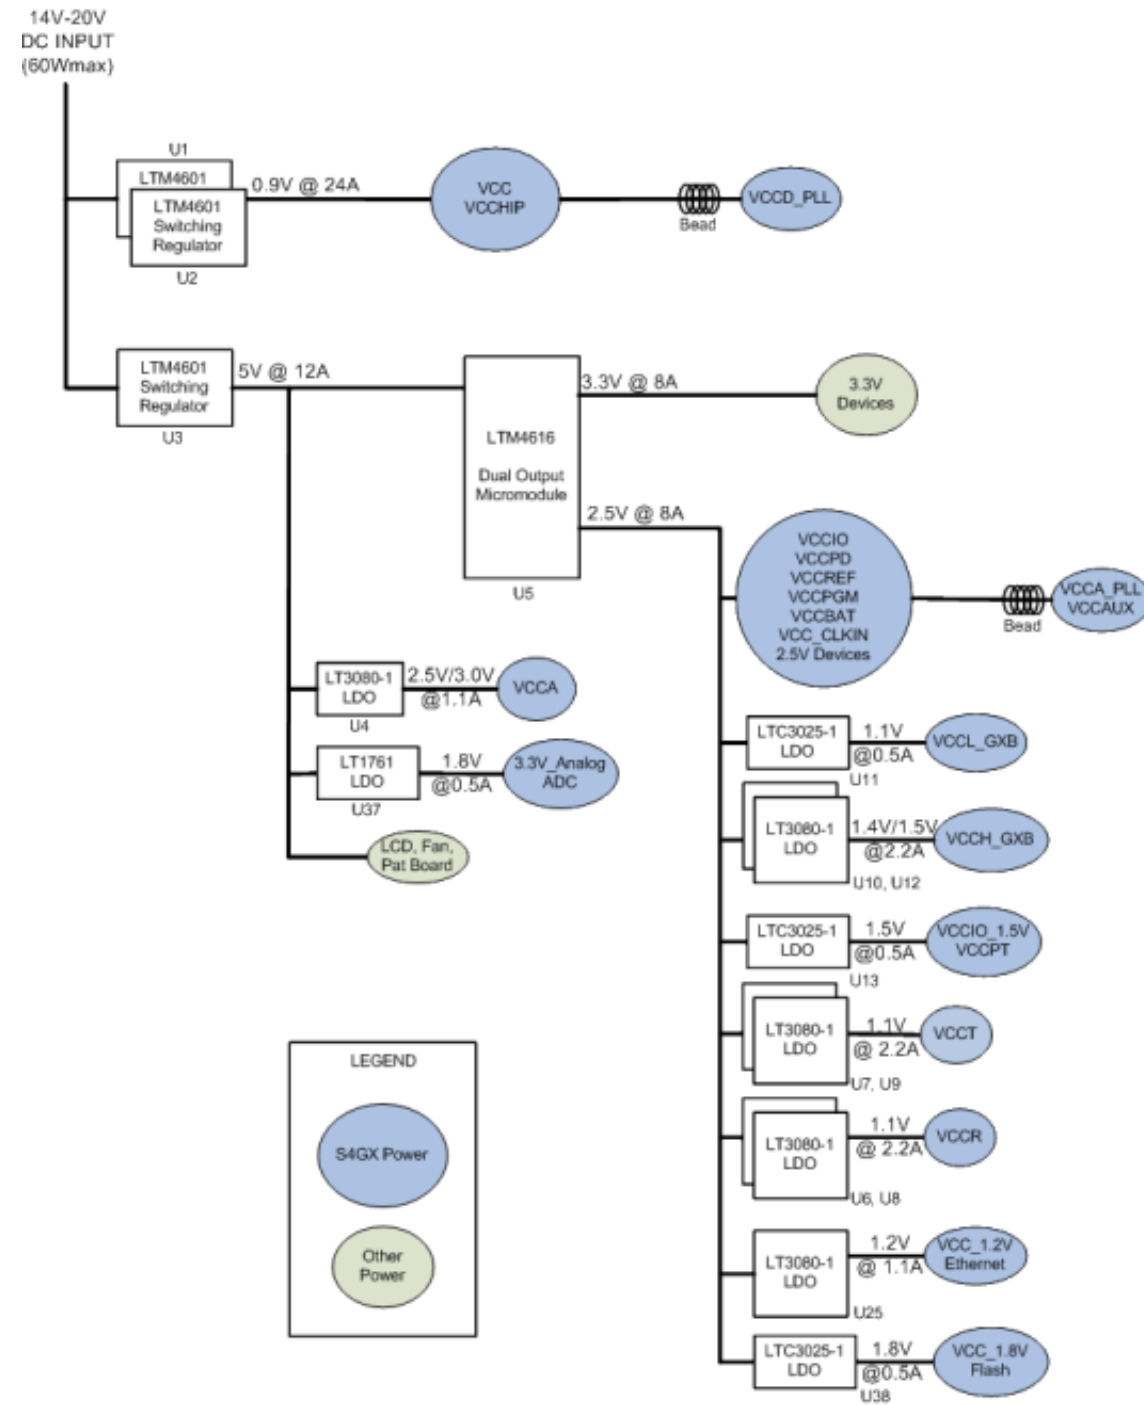 14V-20V
DC INPUT
(60Wmax)
U1
LTM4601
LTM4601
Switching
Regulator
U2
0.9V @ 24A
VCC
VCCHIP
Bead
VCCD_PLL
LTM4601
Switching
Regulator
U3
5V @ 12A
LTM4616
Dual Output
Micromodule
U5
3.3V @ 8A
3.3V
Devices
2.5V @ 8A
VCCIO
VCCPD
VCCREF
VCCPGM
VCCBAT
VCC_CLKIN
2.5V Devices
Bead
VCCA_PLL
VCCAUX
LT3080-1
LDO
U4
2.5V/3.0V
@1.1A
VCCA
LT1761
LDO
U37
1.8V
@0.5A
3.3V_Analog
ADC
LCD, Fan,
Pat Board
LTC3025-1
LDO
U11
1.1V
@0.5A
VCCL_GXB
LT3080-1
LDO
U10, U12
1.4V/1.5V
@2.2A
VCCH_GXB
LTC3025-1
LDO
U13
1.5V
@0.5A
VCCIO_1.5V
VCCPT
LT3080-1
LDO
U7, U9
1.1V
@ 2.2A
VCCT
LT3080-1
LDO
U6, U8
1.1V
@ 2.2A
VCCR
LT3080-1
LDO
U25
1.2V
@ 1.1A
VCC_1.2V
Ethernet
LTC3025-1
LDO
U38
1.8V
@0.5A
VCC_1.8V
Flash
LEGEND
S4GX Power
Other
Power